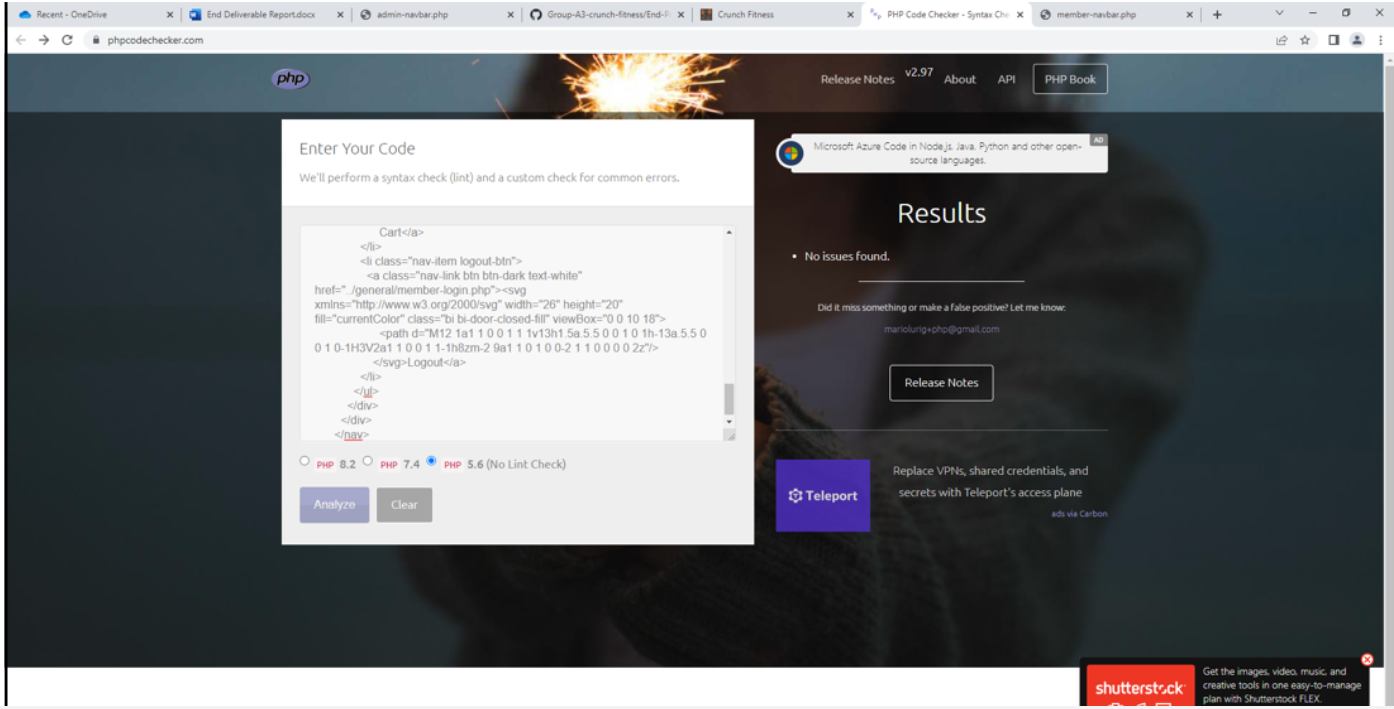 Recent - OneDrive
End Deliverable Report.docx
admin-navbar.php
Group-A3-crunch-fitness/End-Pr
Crunch Fitness
PHP Code Checker - Syntax Che
member-navbar.php
phpcodechecker.com
php
Release Notes v2.97 About API PHP Book
Enter Your Code
We'll perform a syntax check (lint) and a custom check for common errors.
Cart</a>
</li>
<li class="nav-item logout-btn">
<a class="nav-link btn btn-dark text-white"
href="../general/member-login.php"><svg
xmlns="http://www.w3.org/2000/svg" width="26" height="20"
fill="currentColor" class="bi bi-door-closed-fill" viewBox="0 0 10 18">
<path d="M12 1a1 1 0 0 1 1 1v13h1.5a.5.5 0 0 1 0 1h-13a.5.5 0
0 1 0-1H3V2a1 1 0 0 1 1-1h8zm-2 9a1 1 0 1 0 0-2 1 1 0 0 0 0 2z"/>
</svg>Logout</a>
</li>
</ul>
</div>
</div>
</nav>
PHP 8.2 PHP 7.4 PHP 5.6 (No Lint Check)
Analyze Clear
AD
Microsoft Azure Code in Node.js, Java, Python and other open-
source languages.
Results
• No issues found.
Did it miss something or make a false positive? Let me know:
mariolurig+php@gmail.com
Release Notes
Teleport
Replace VPNs, shared credentials, and
secrets with Teleport's access plane
ads via Carbon
shutterstock
Get the images, video, music, and
creative tools in one easy-to-manage
plan with Shutterstock FLEX.